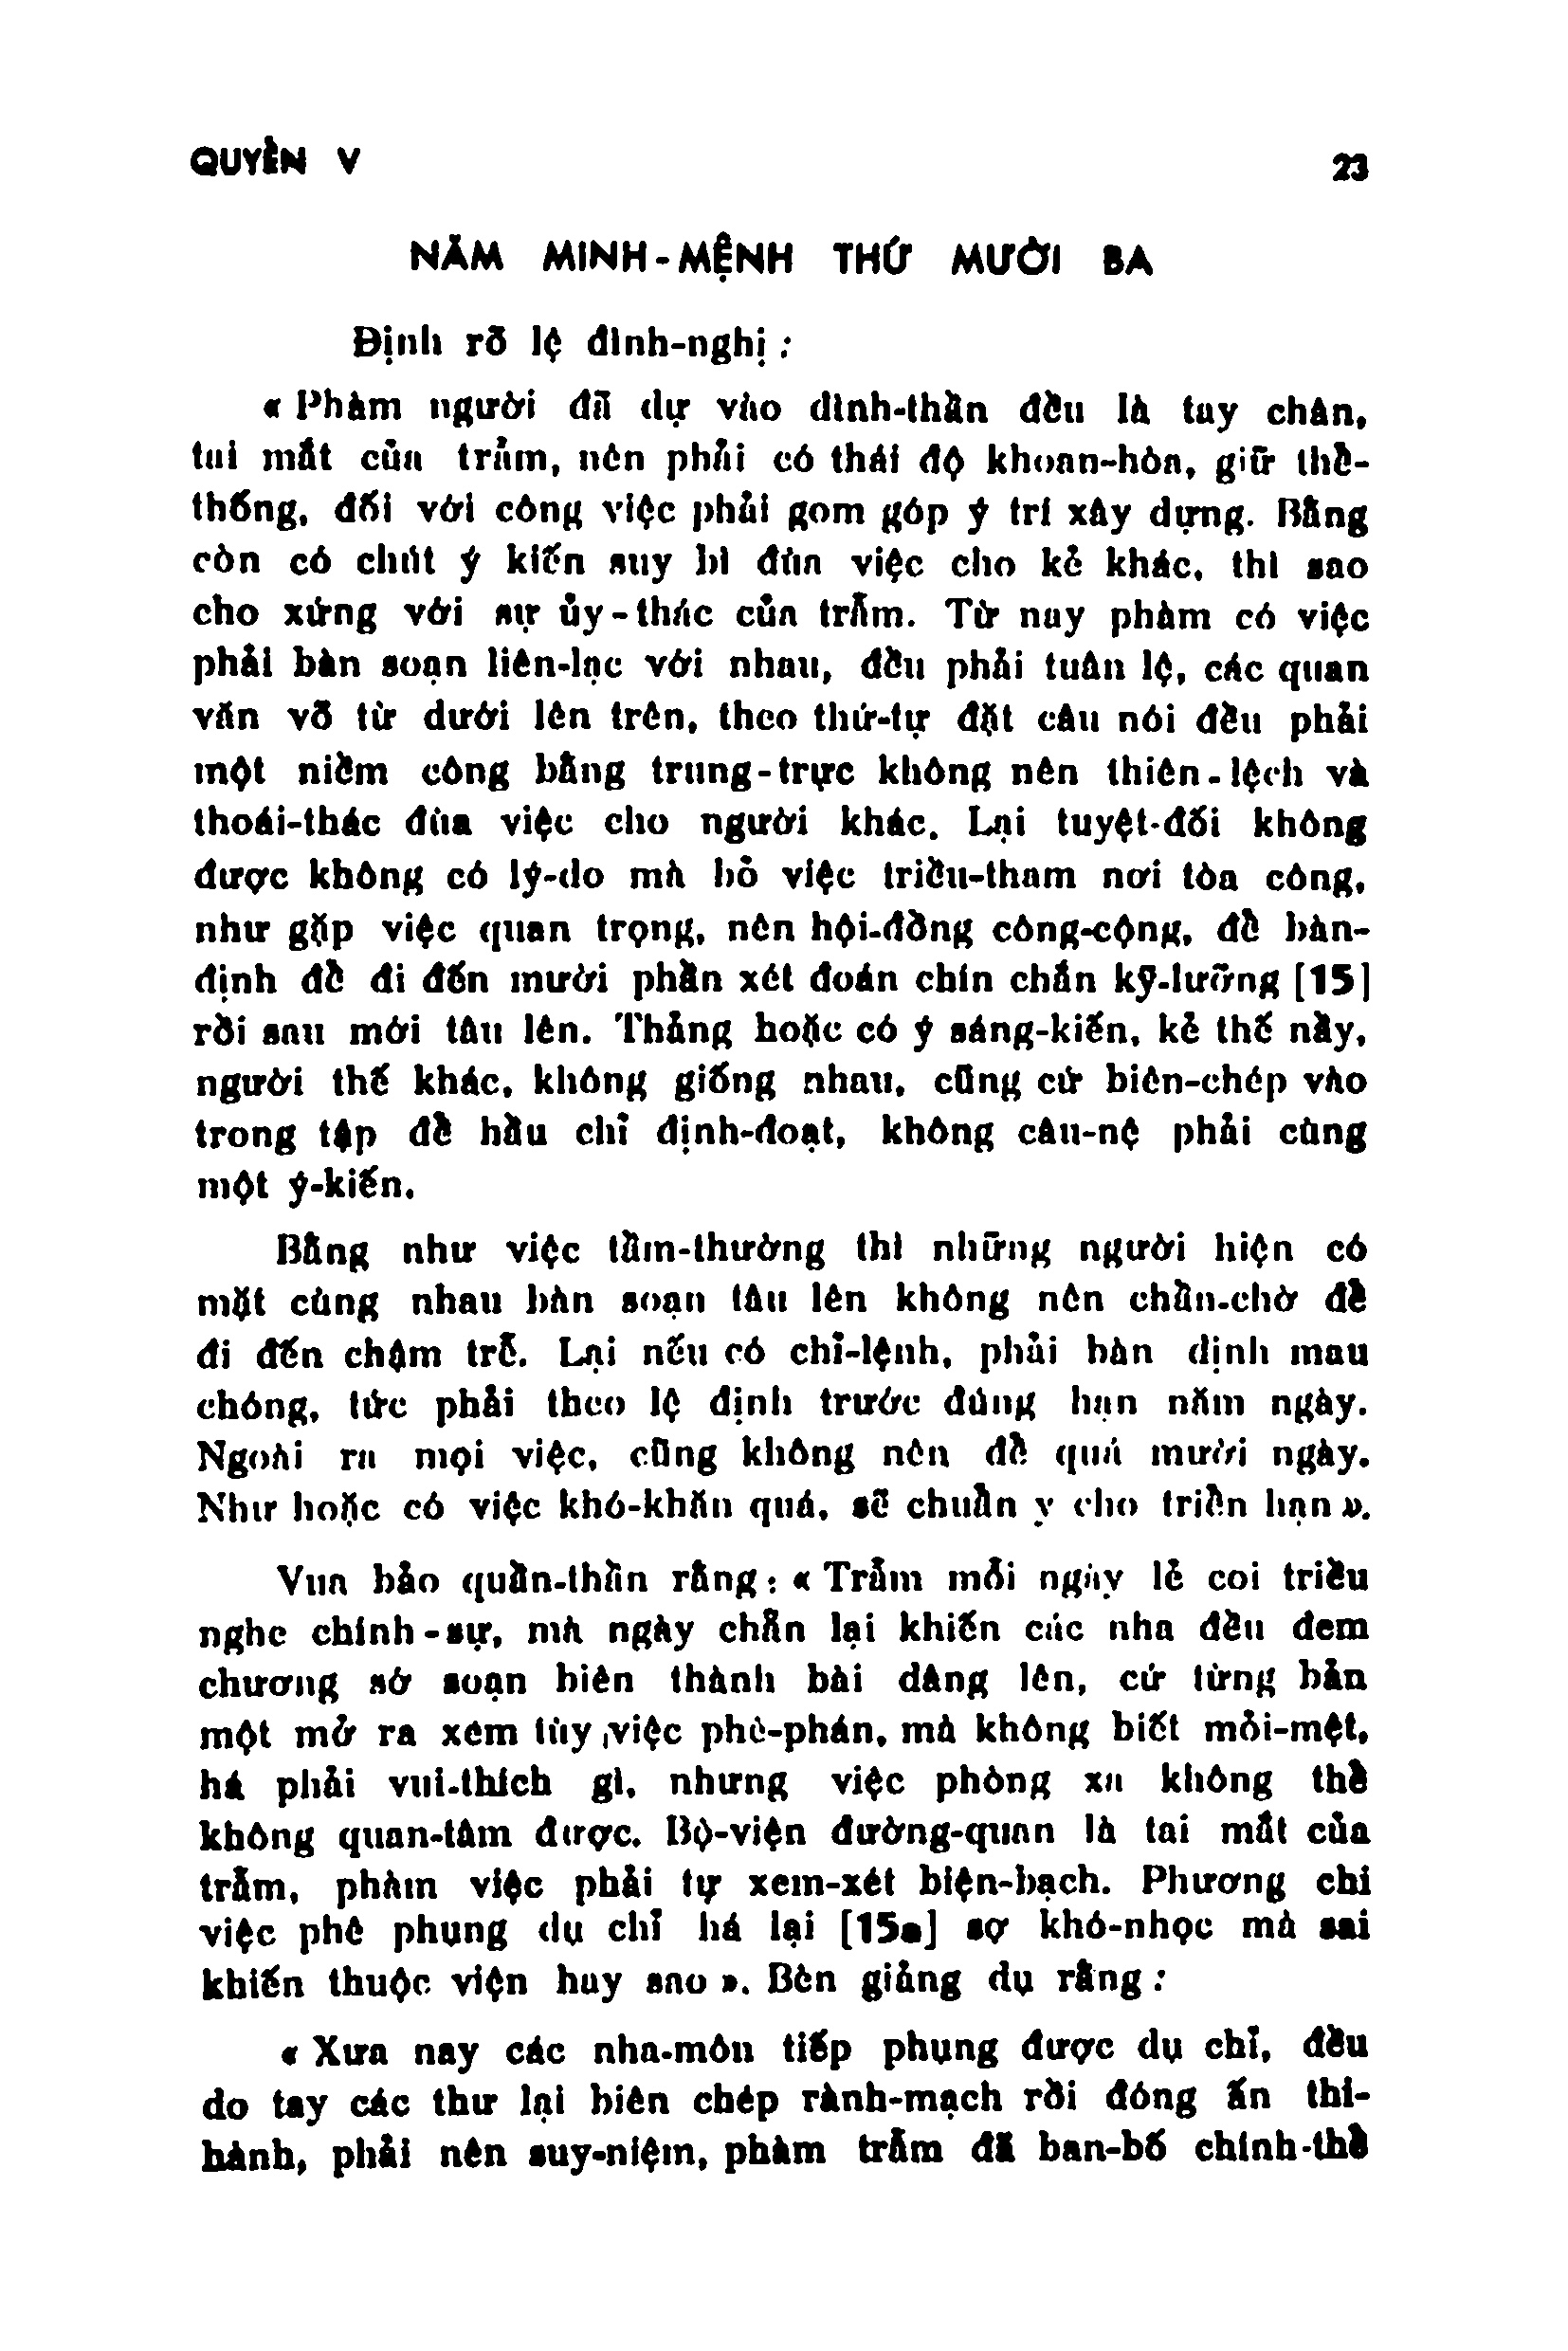 QUYỀN V 23
NĂM MINH-MỆNH THỨ MƯỜI BA
Định rõ lệ đình-nghị :
« Phàm người đã dự vào đình-thần đều là tay chân,
tai mắt của trẫm, nên phải có thái độ khoan-hòa, giữ thể-
thống, đối với công việc phải gom góp ý trí xây dựng. Bằng
còn có chút ý kiến suy bì đùn việc cho kẻ khác, thì sao
cho xứng với sự ủy-thác của trẫm. Từ nay phàm có việc
phải bàn soạn liên-lạc với nhau, đều phải tuân lệ, các quan
văn võ từ dưới lên trên, theo thứ-tự đặt câu nói đều phải
một niềm công bằng trung-trực không nên thiên-lệch và
thoái-thác đùa việc cho người khác. Lại tuyệt-đối không
được không có lý-do mà bỏ việc triều-tham nơi tòa công,
như gặp việc quan trọng, nên hội-đồng công-cộng, để bàn-
định để đi đến mười phần xét đoán chín chắn kỹ-lưỡng [15]
rồi sau mới tâu lên. Thảng hoặc có ý sáng-kiến, kẻ thế nầy,
người thế khác, không giống nhau, cũng cứ biên-chép vào
trong tập để hầu chỉ định-đoạt, không câu-nệ phải cùng
một ý-kiến.
Bằng như việc tầm-thường thì những người hiện có
mặt cùng nhau bàn soạn tâu lên không nên chần-chờ để
đi đến chậm trễ. Lại nếu có chỉ-lệnh, phải bàn định mau
chóng, tức phải theo lệ định trước đúng hạn năm ngày.
Ngoài ra mọi việc, cũng không nên để quá mười ngày.
Như hoặc có việc khó-khăn quá, sẽ chuẩn y cho triển hạn ».
Vua bảo quần-thần rằng : « Trẫm mỗi ngày lẻ coi triều
nghe chính-sự, mà ngày chẵn lại khiến các nha đều đem
chương sớ soạn biên thành bài dâng lên, cứ từng bản
một mở ra xem tùy việc phê-phán, mà không biết mỏi-mệt,
há phải vui-thích gì, nhưng việc phòng xa không thể
không quan-tâm được. Bộ-viện đường-quan là tai mắt của
trẫm, phàm việc phải tự xem-xét biện-bạch. Phương chi
việc phê phụng dụ chỉ há lại [15a] sợ khó-nhọc mà sai
khiến thuộc viện hay sao ». Bèn giảng dụ rằng :
« Xưa nay các nha-môn tiếp phụng được dụ chỉ, đều
do tay các thư lại biên chép rành-mạch rồi đóng ấn thi-
hành, phải nên suy-niệm, phàm trẫm đã ban-bố chính-thể